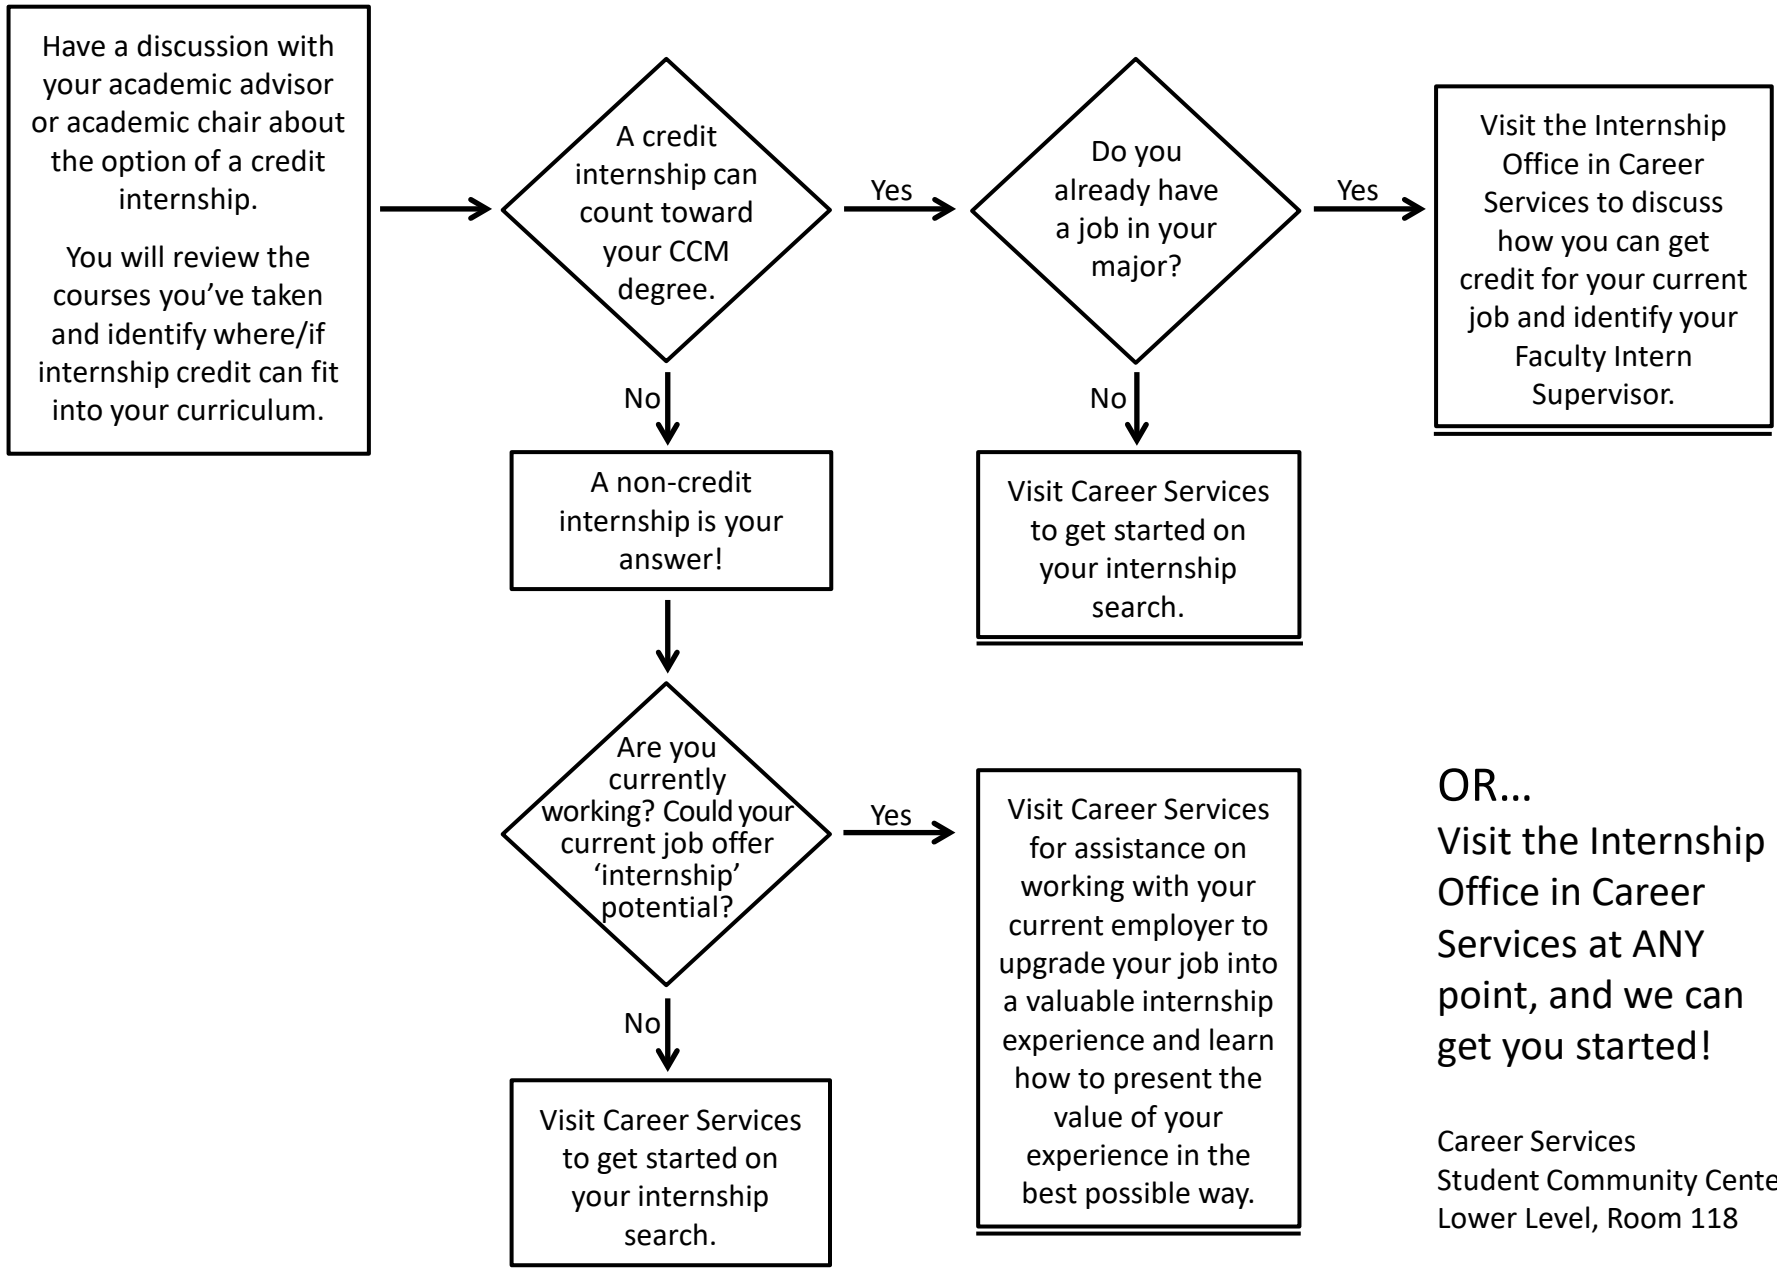 Have a discussion with
your academic advisor
or academic chair about
the option of a credit
internship.
You will review the
courses you’ve taken
and identify where/if
internship credit can fit
into your curriculum.
A credit
internship can
count toward
your CCM
degree.
Yes
Do you
already have
a job in your
major?
Yes
Visit the Internship
Office in Career
Services to discuss
how you can get
credit for your current
job and identify your
Faculty Intern
Supervisor.
No
No
A non-credit
internship is your
answer!
Visit Career Services
to get started on
your internship
search.
Are you
currently
working? Could your
current job offer
‘internship’
potential?
Yes
Visit Career Services
for assistance on
working with your
current employer to
upgrade your job into
a valuable internship
experience and learn
how to present the
value of your
experience in the
best possible way.
No
Visit Career Services
to get started on
your internship
search.
OR…
Visit the Internship
Office in Career
Services at ANY
point, and we can
get you started!
Career Services
Student Community Cente
Lower Level, Room 118